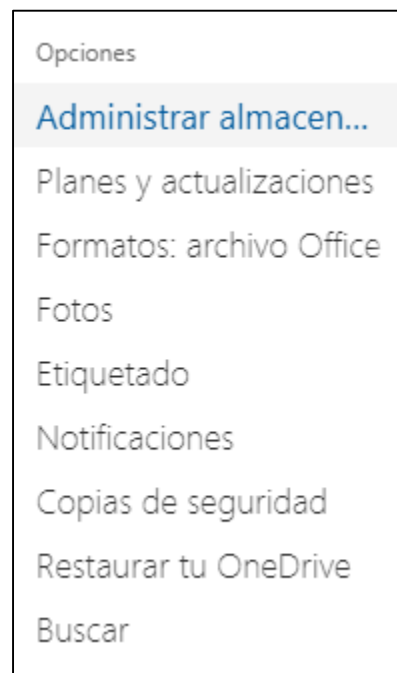 Opciones
Administrar almacen...
Planes y actualizaciones
Formatos: archivo Office
Fotos
Etiquetado
Notificaciones
Copias de seguridad
Restaurar tu OneDrive
Buscar